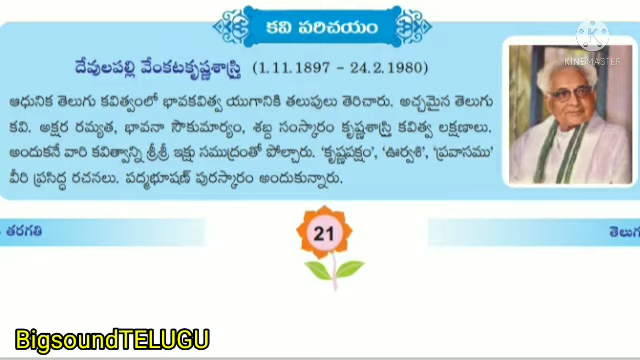 కవి పరిచయం
KINEMASTER
దేవులపల్లి వేంకటకృష్ణశాస్త్రి (1.11.1897 - 24.2.1980)
ఆధునిక తెలుగు కవిత్వంలో భావకవిత్వ యుగానికి తలుపులు తెరిచారు. అచ్చమైన తెలుగు
కవి. అక్షర రమ్యత, భావనా సౌకుమార్యం, శబ్ద సంస్కారం కృష్ణశాస్త్రి కవిత్వ లక్షణాలు.
అందుకనే వారి కవిత్వాన్ని శ్రీశ్రీ ఇక్షు సముద్రంతో పోల్చారు. 'కృష్ణపక్షం', 'ఊర్వశి', 'ప్రవాసము'
వీరి ప్రసిద్ధ రచనలు. పద్మభూషణ్ పురస్కారం అందుకున్నారు.
తరగతి
21
తెలుగ
BigsoundTELUGU